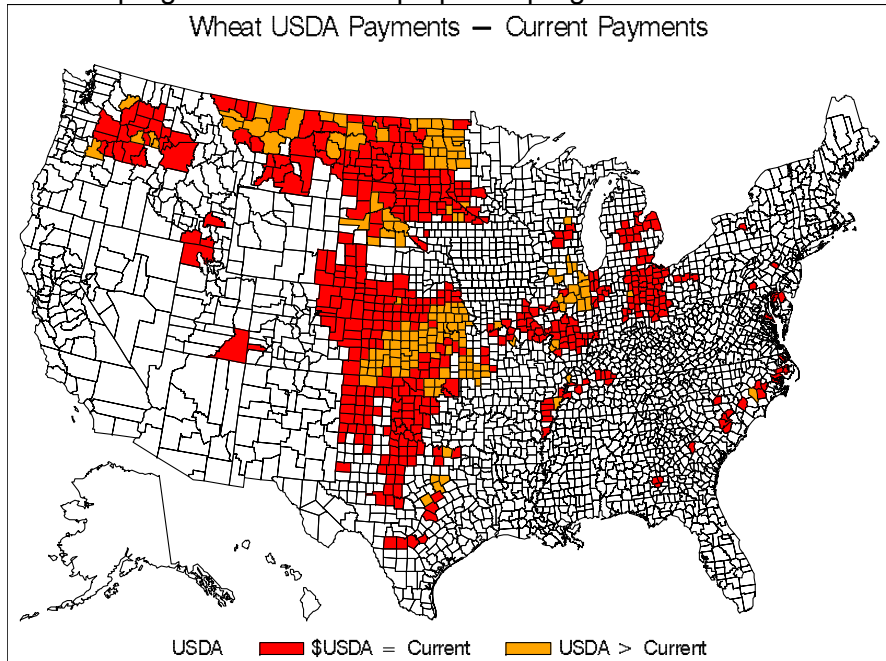 Wheat USDA Payments – Current Payments
USDA $USDA = Current USDA > Current